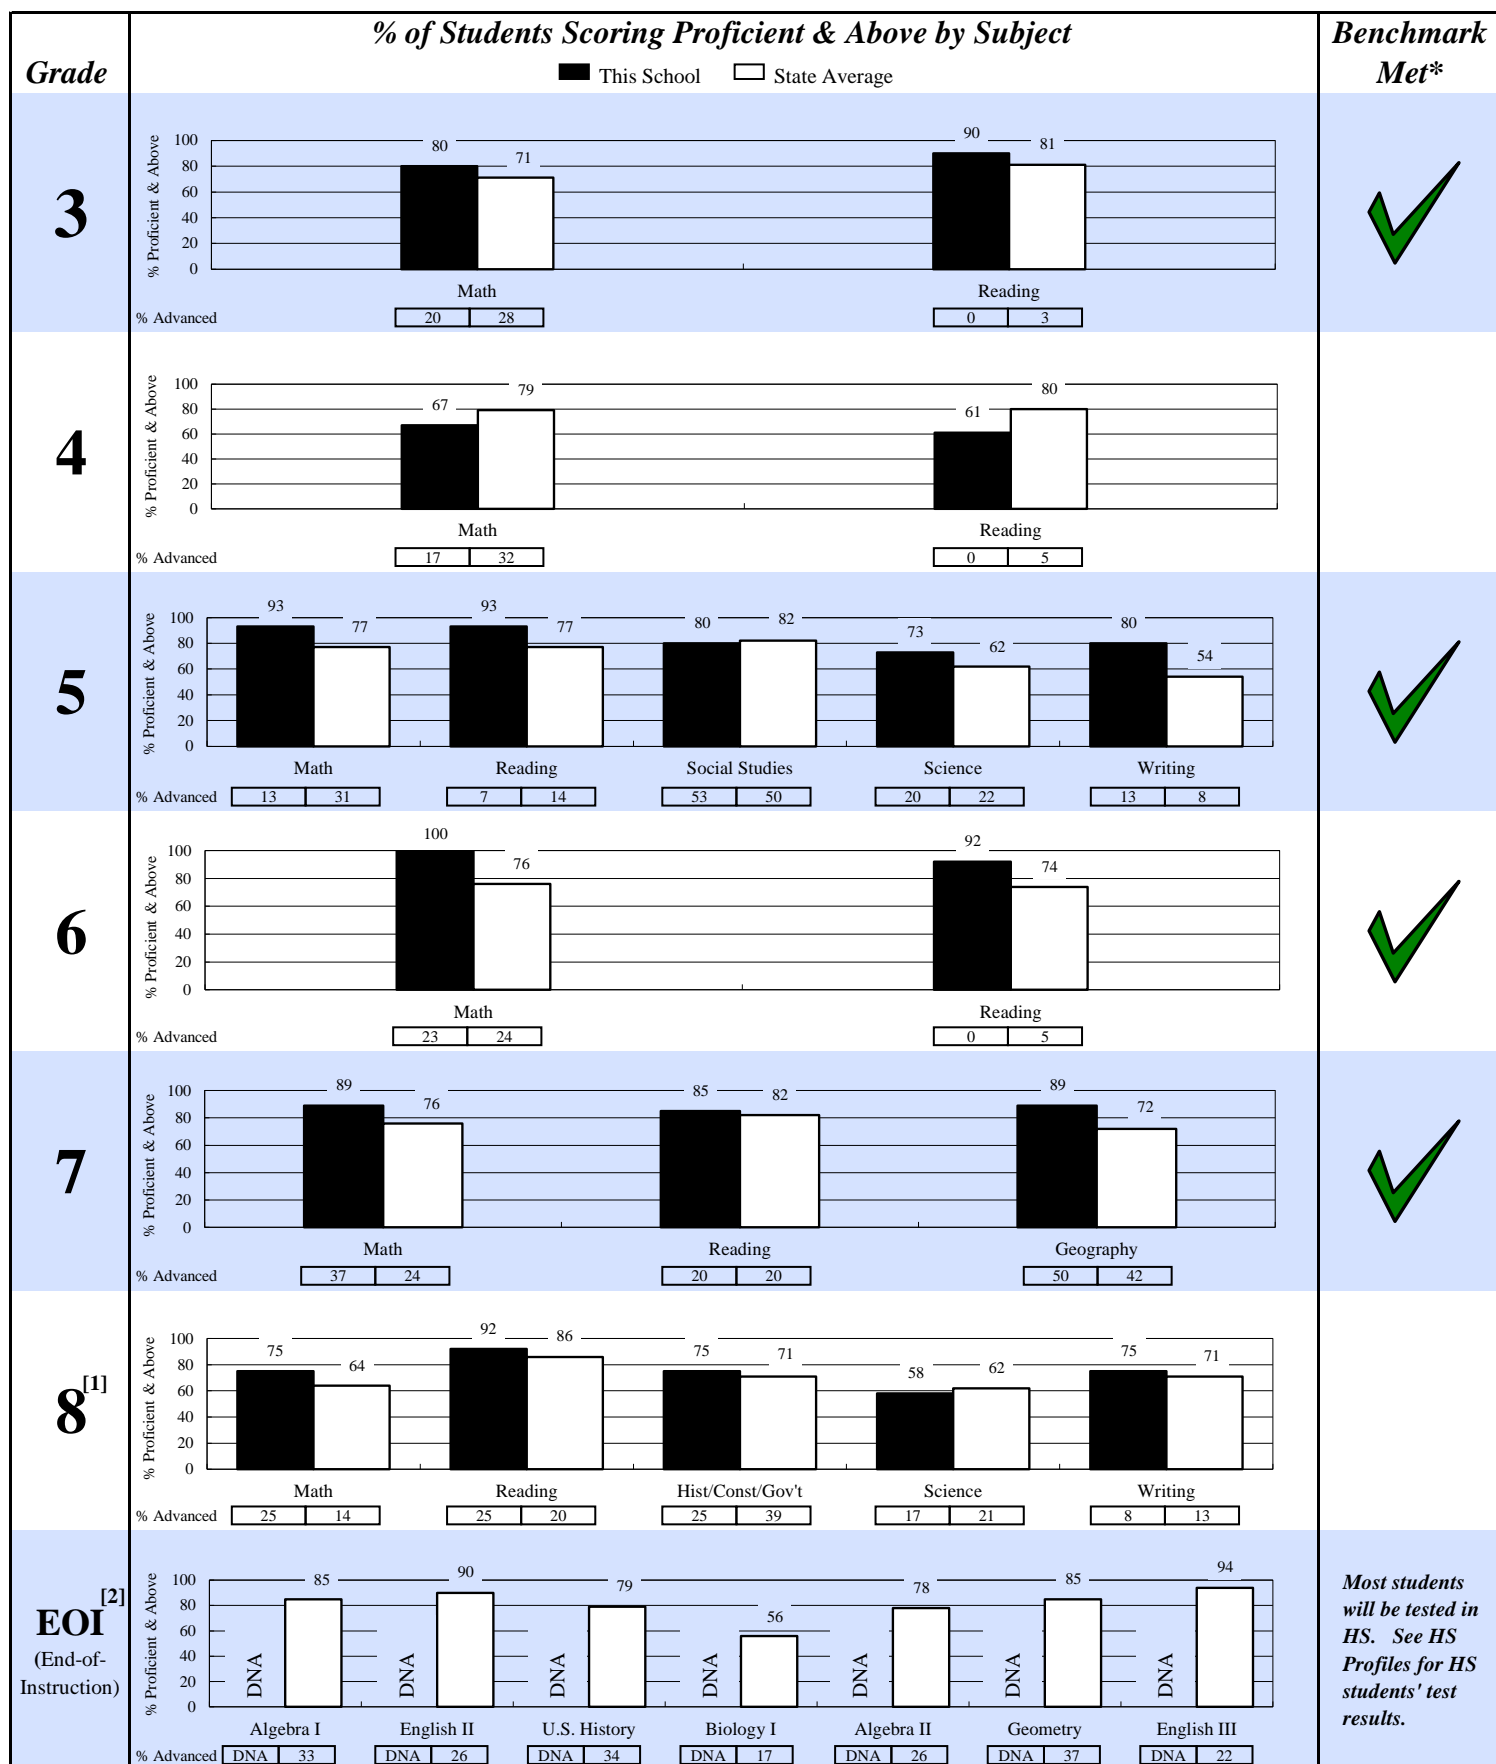 % of Students Scoring Proficient & Above by Subject
Benchmark
Met*
Grade
This School State Average
3
% Proficient & Above
100
80
60
40
20
0
80 71 90 81
Math Reading
% Advanced 20 28 0 3
4
% Proficient & Above
100
80
60
40
20
0
67 79 61 80
Math Reading
% Advanced 17 32 0 5
5
% Proficient & Above
100
80
60
40
20
0
93 77 93 77 80 82 73 62 80 54
Math Reading Social Studies Science Writing
% Advanced 13 31 7 14 53 50 20 22 13 8
6
% Proficient & Above
100
80
60
40
20
0
100 76 92 74
Math Reading
% Advanced 23 24 0 5
7
% Proficient & Above
100
80
60
40
20
0
89 76 85 82 89 72
Math Reading Geography
% Advanced 37 24 20 20 50 42
8[1]
% Proficient & Above
100
80
60
40
20
0
75 64 92 86 75 71 58 62 75 71
Math Reading Hist/Const/Gov't Science Writing
% Advanced 25 14 25 20 25 39 17 21 8 13
EOI[2]
(End-of-
Instruction)
% Proficient & Above
100
80
60
40
20
0
DNA 85 DNA 90 DNA 79 DNA 56 DNA 78 DNA 85 DNA 94
Algebra I English II U.S. History Biology I Algebra II Geometry English III
% Advanced DNA 33 DNA 26 DNA 34 DNA 17 DNA 26 DNA 37 DNA 22
Most students
will be tested in
HS. See HS
Profiles for HS
students' test
results.